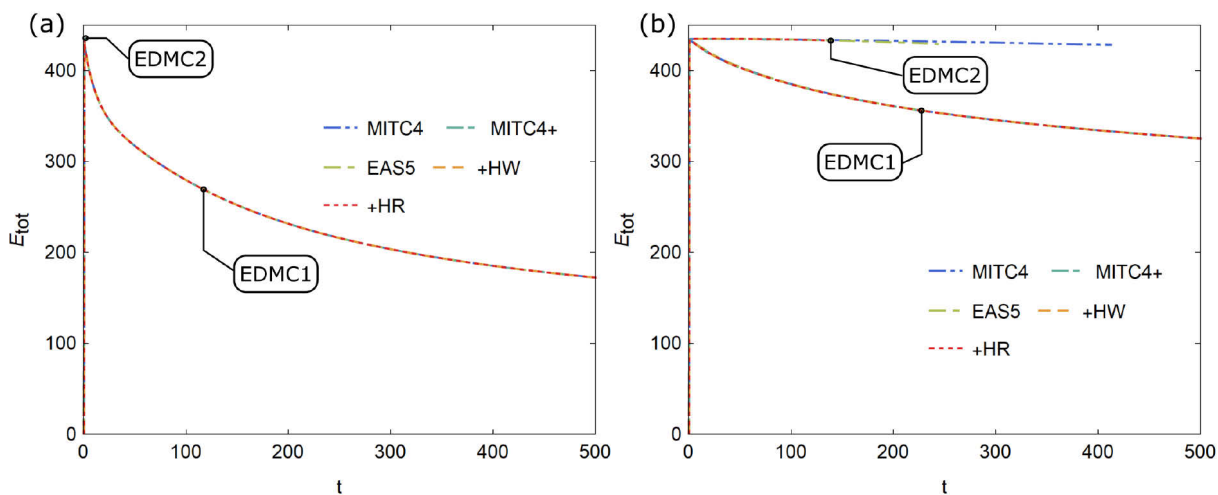 (a)
EDMC2
400
MITC4 MITC4+
300
EAS5 +HW
+HR
E_tot
200
EDMC1
100
0
0 100 200 300 400 500
t
(b)
400
EDMC2
300
EDMC1
E_tot
200
MITC4 MITC4+
EAS5 +HW
100
+HR
0
0 100 200 300 400 500
t